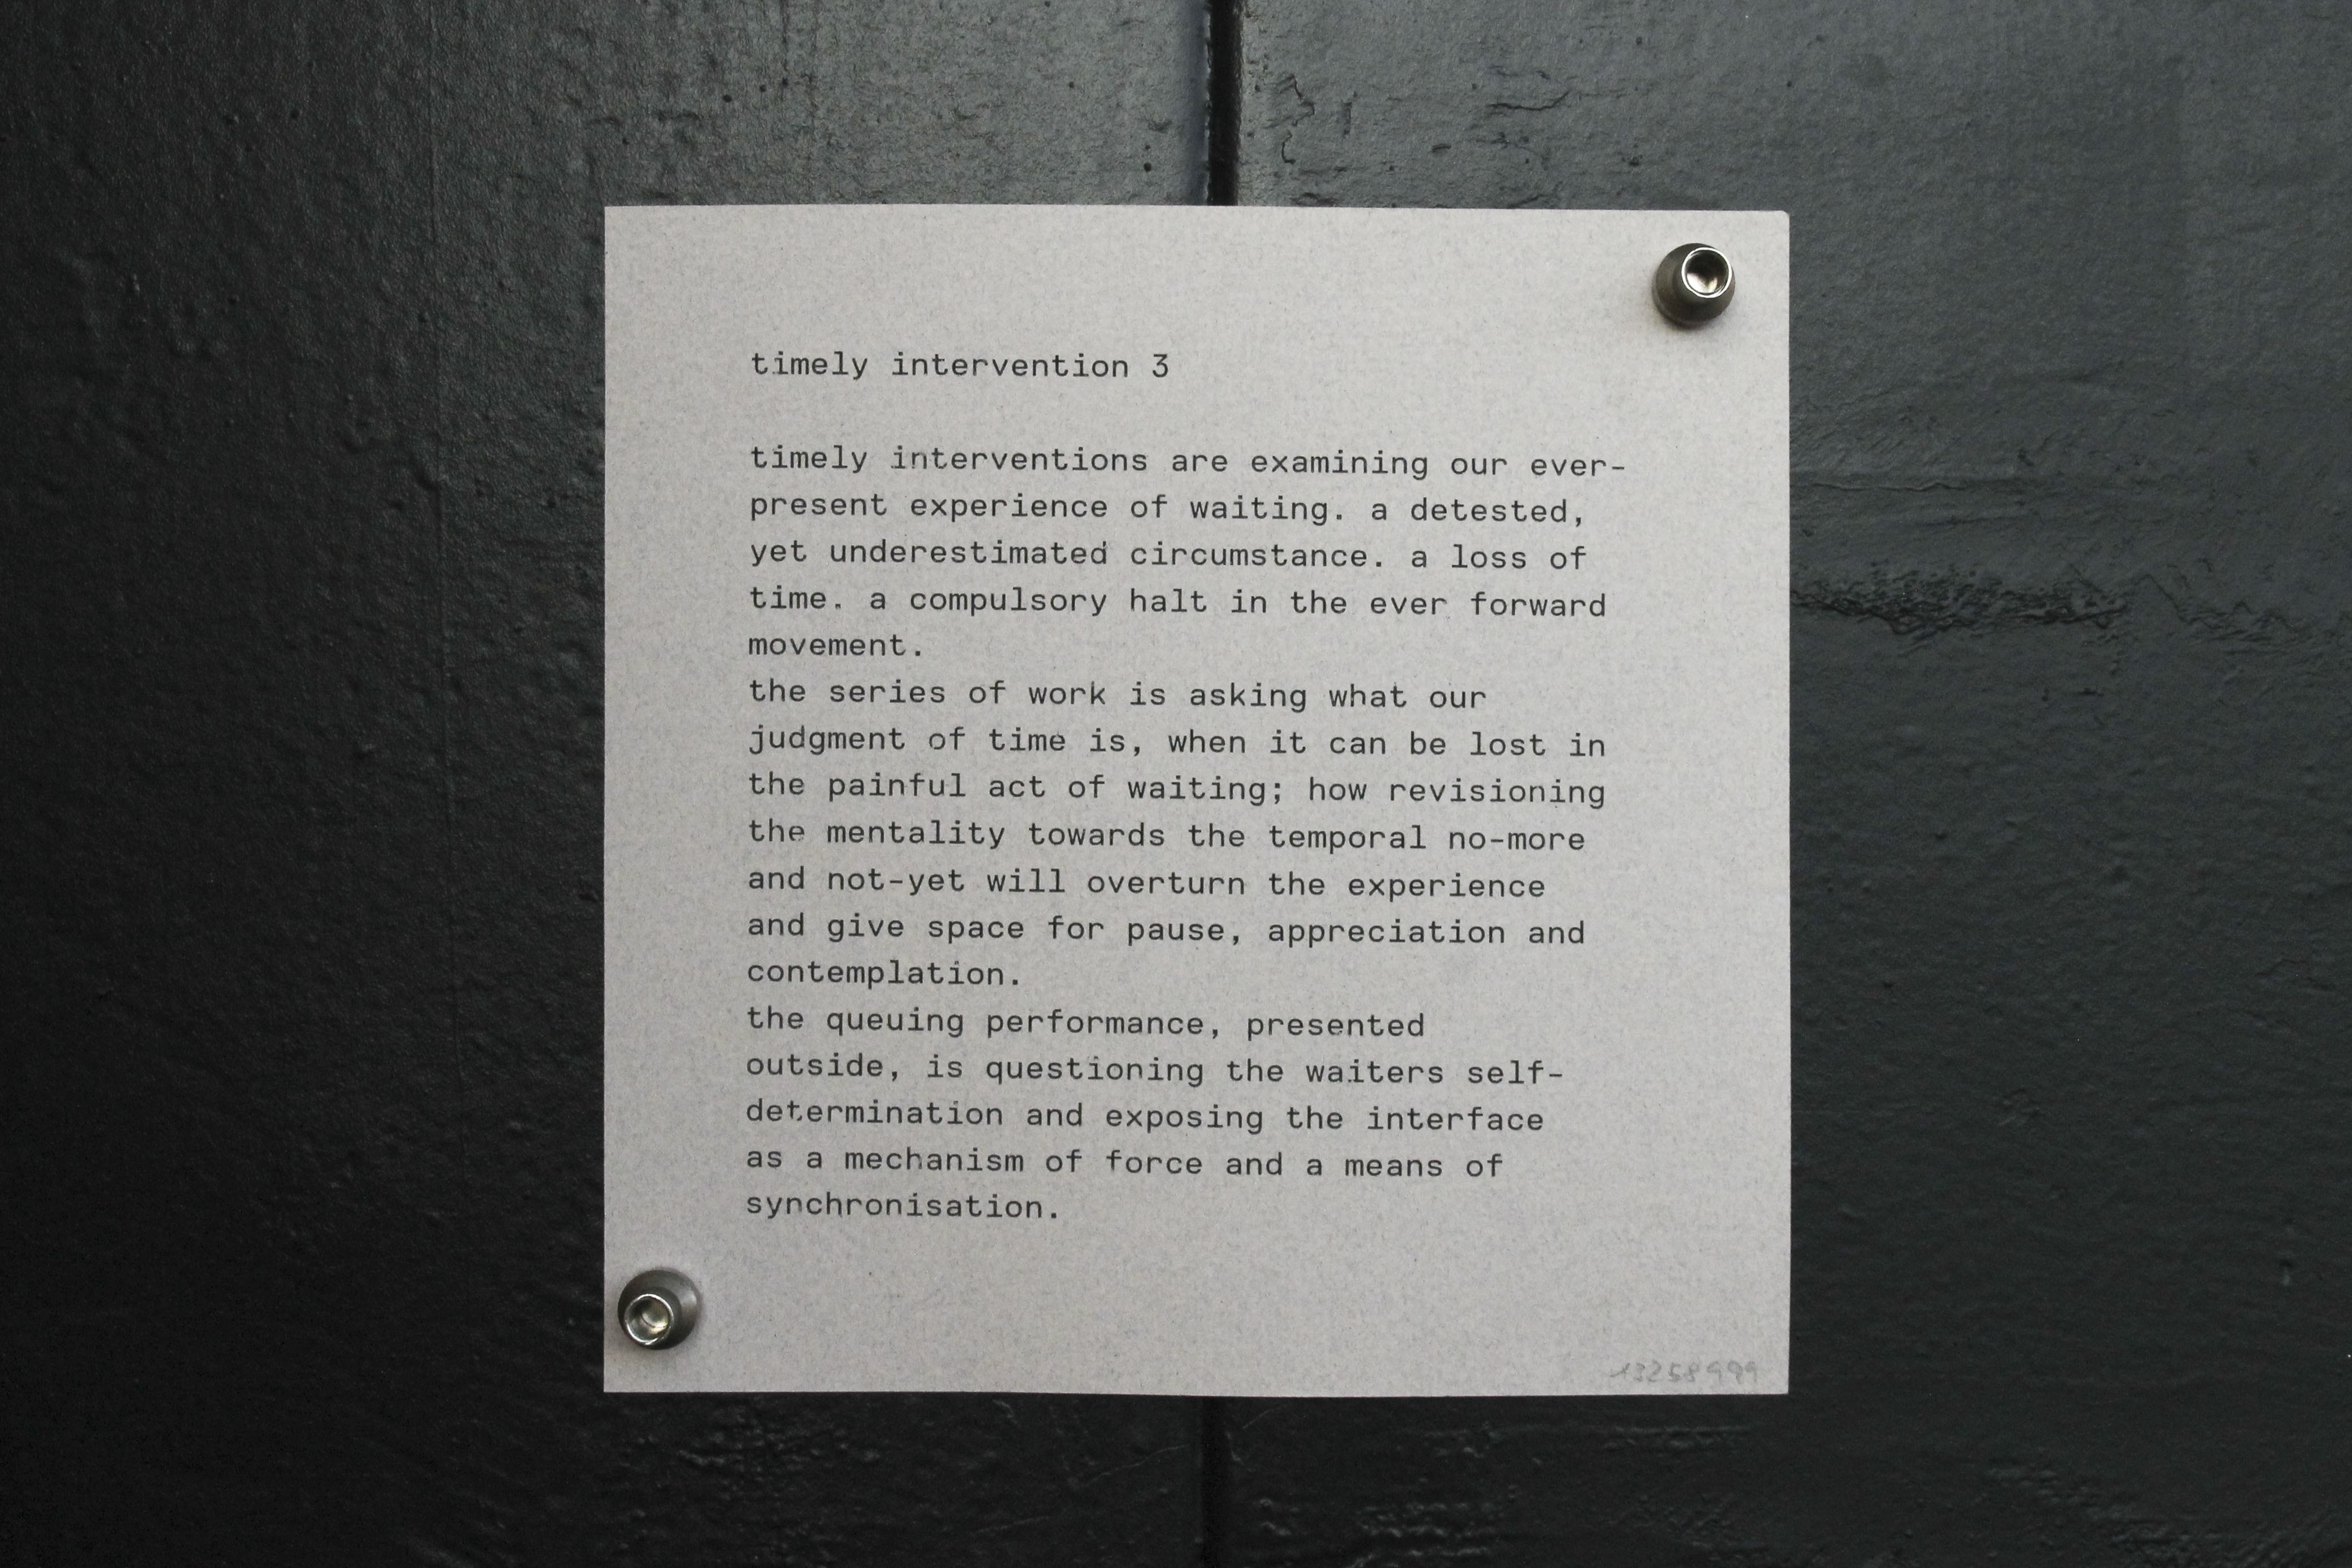 timely intervention 3
timely interventions are examining our ever-
present experience of waiting. a detested,
yet underestimated circumstance. a loss of
time. a compulsory halt in the ever forward
movement.
the series of work is asking what our
judgment of time is, when it can be lost in
the painful act of waiting; how revisioning
the mentality towards the temporal no-more
and not-yet will overturn the experience
and give space for pause, appreciation and
contemplation.
the queuing performance, presented
outside, is questioning the waiters self-
determination and exposing the interface
as a mechanism of force and a means of
synchronisation.